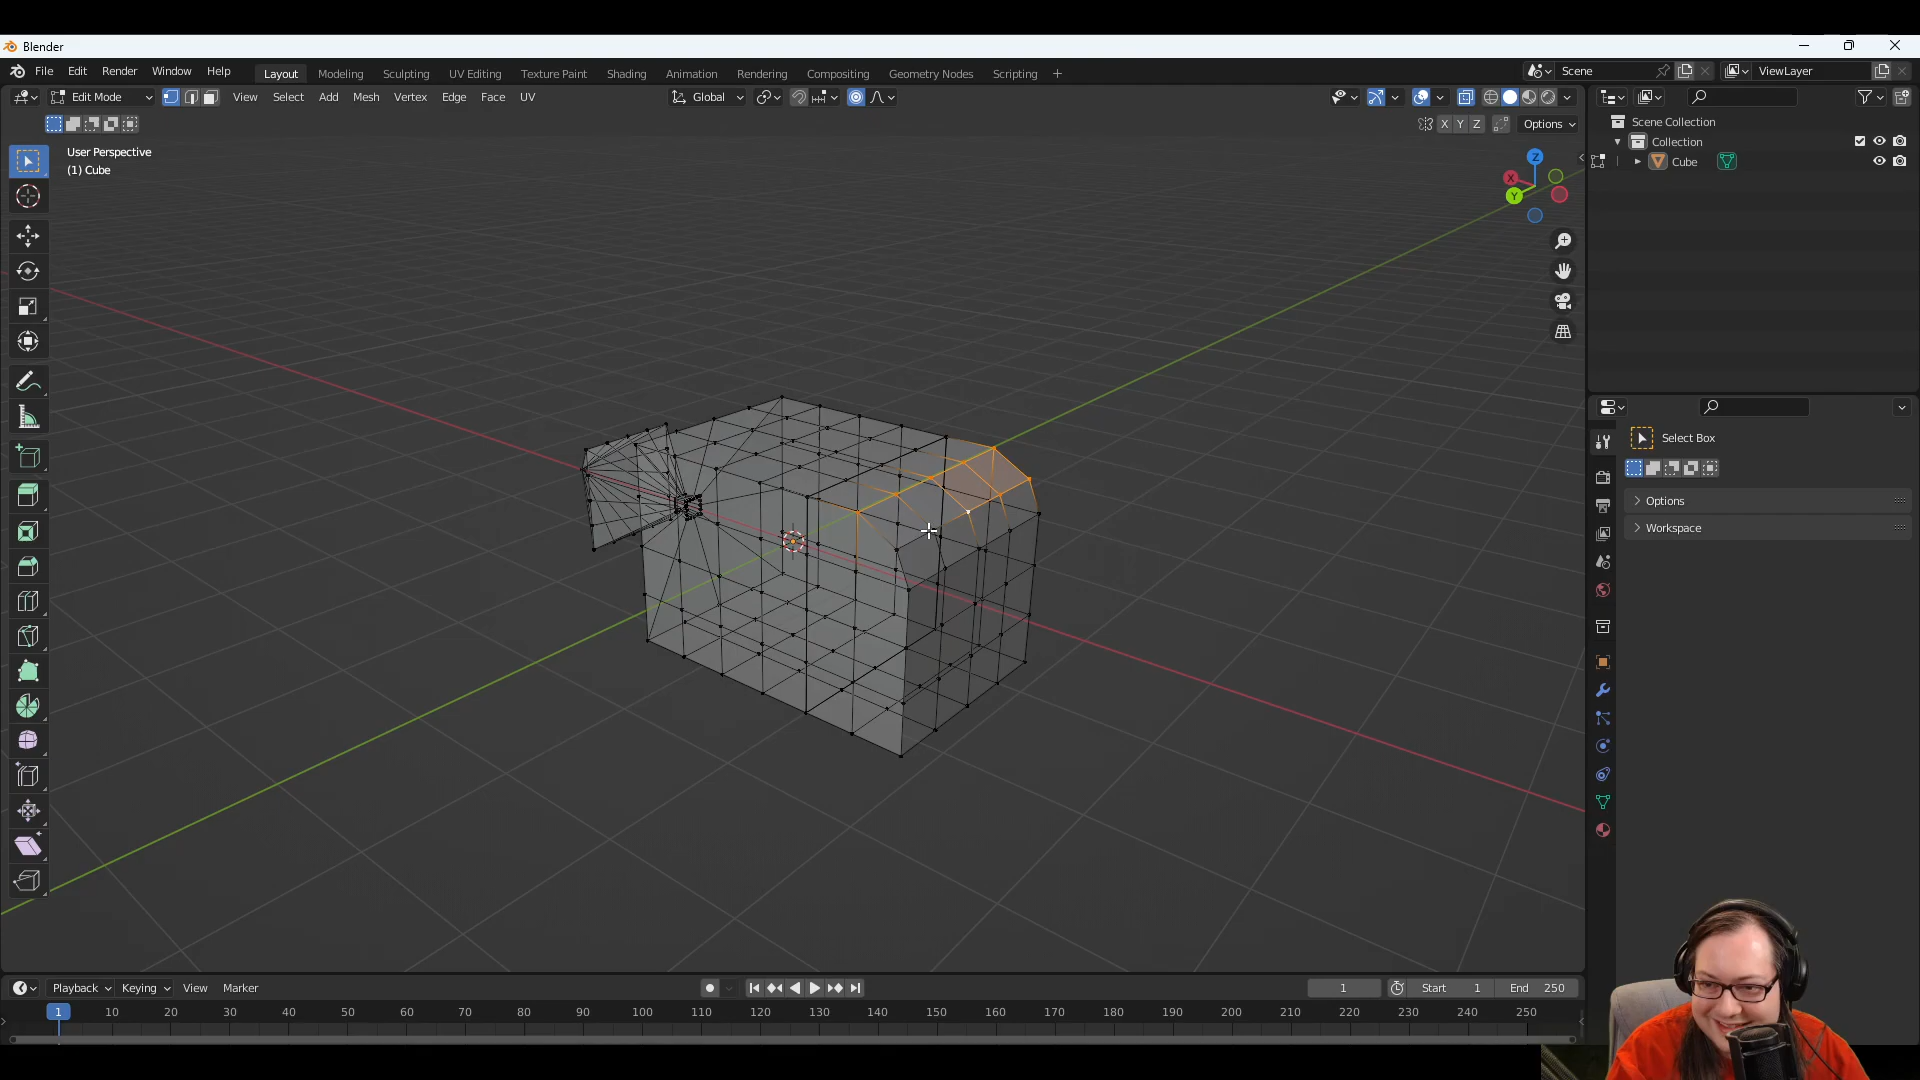 Blender
File Edit Render Window Help Layout Modeling Sculpting UV Editing Texture Paint Shading Animation Rendering Compositing Geometry Nodes Scripting + Scene ViewLayer
Edit Mode View Select Add Mesh Vertex Edge Face UV Global
X Y Z Options
User Perspective
(1) Cube
Z
X
Y
Scene Collection
Collection
Cube
Select Box
Options
Workspace
Playback Keying View Marker 1 Start 1 End 250
1 10 20 30 40 50 60 70 80 90 100 110 120 130 140 150 160 170 180 190 200 210 220 230 240 250